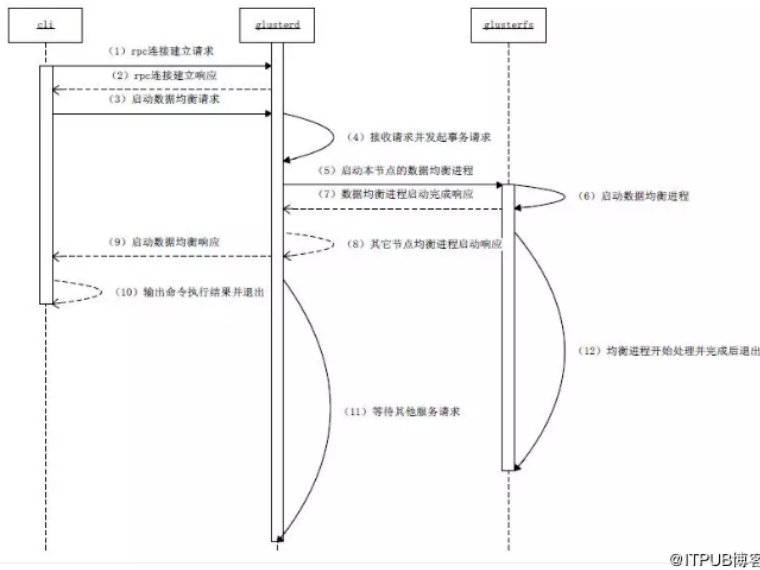 cli
glusterd
glusterfs
（1）rpc连接建立请求
（2）rpc连接建立响应
（3）启动数据均衡请求
（4）接收请求并发起事务请求
（5）启动本节点的数据均衡进程
（7）数据均衡进程启动完成响应
（6）启动数据均衡进程
（9）启动数据均衡响应
（8）其它节点均衡进程启动响应
（10）输出命令执行结果并退出
（12）均衡进程开始处理并完成后退出
（11）等待其他服务请求
@ITPUB博客